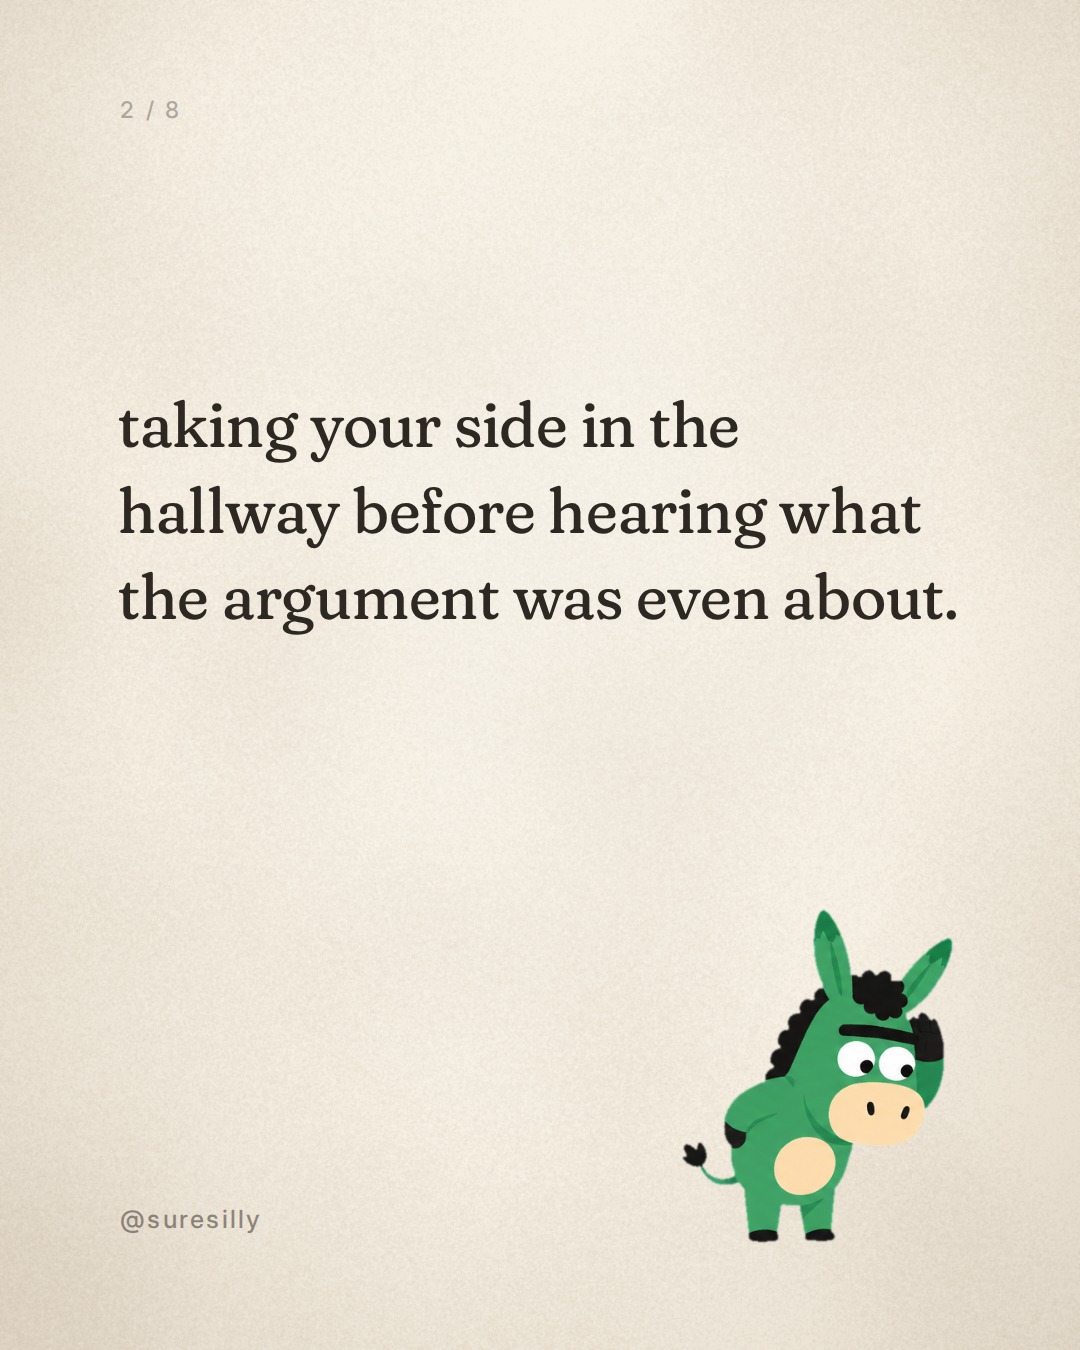 2 / 8
taking your side in the
hallway before hearing what
the argument was even about.
@suresilly